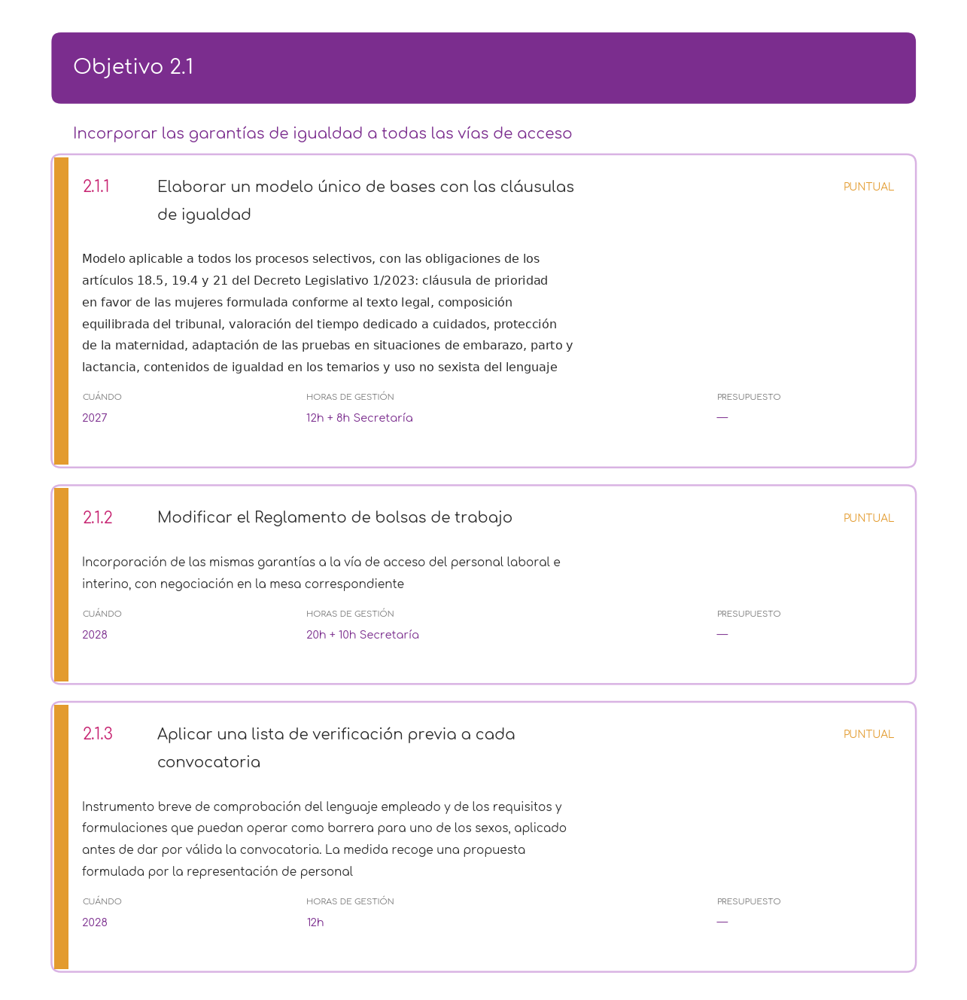 Objetivo 2.1
Incorporar las garantías de igualdad a todas las vías de acceso
2.1.1 Elaborar un modelo único de bases con las cláusulas PUNTUAL
de igualdad
Modelo aplicable a todos los procesos selectivos, con las obligaciones de los
artículos 18.5, 19.4 y 21 del Decreto Legislativo 1/2023: cláusula de prioridad
en favor de las mujeres formulada conforme al texto legal, composición
equilibrada del tribunal, valoración del tiempo dedicado a cuidados, protección
de la maternidad, adaptación de las pruebas en situaciones de embarazo, parto y
lactancia, contenidos de igualdad en los temarios y uso no sexista del lenguaje
CUÁNDO HORAS DE GESTIÓN PRESUPUESTO
2027 12h + 8h Secretaría —
2.1.2 Modificar el Reglamento de bolsas de trabajo PUNTUAL
Incorporación de las mismas garantías a la vía de acceso del personal laboral e
interino, con negociación en la mesa correspondiente
CUÁNDO HORAS DE GESTIÓN PRESUPUESTO
2028 20h + 10h Secretaría —
2.1.3 Aplicar una lista de verificación previa a cada PUNTUAL
convocatoria
Instrumento breve de comprobación del lenguaje empleado y de los requisitos y
formulaciones que puedan operar como barrera para uno de los sexos, aplicado
antes de dar por válida la convocatoria. La medida recoge una propuesta
formulada por la representación de personal
CUÁNDO HORAS DE GESTIÓN PRESUPUESTO
2028 12h —